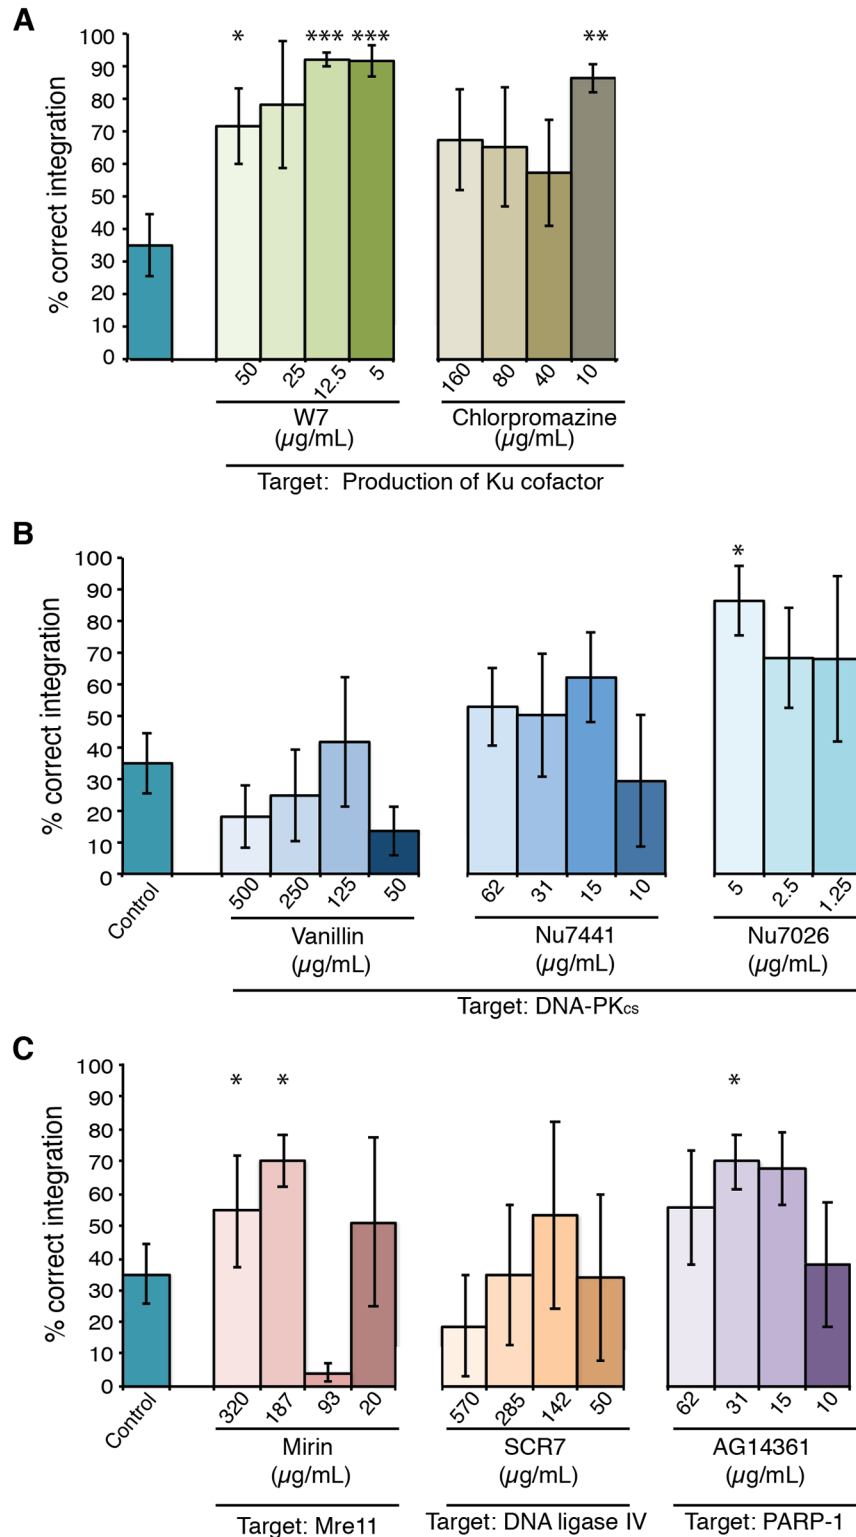 A
% correct integration
100
90
80
70
60
50
40
30
20
10
0
* *** *** **
50 25 12.5 5 160 80 40 10
W7 Chlorpromazine
(µg/mL) (µg/mL)
Target: Production of Ku cofactor
B
% correct integration
100
90
80
70
60
50
40
30
20
10
0
*
Control 500 250 125 50 62 31 15 10 5 2.5 1.25
Vanillin Nu7441 Nu7026
(µg/mL) (µg/mL) (µg/mL)
Target: DNA-PKcs
C
% correct integration
100
90
80
70
60
50
40
30
20
10
0
* * *
Control 320 187 93 20 570 285 142 50 62 31 15 10
Mirin SCR7 AG14361
(µg/mL) (µg/mL) (µg/mL)
Target: Mre11 Target: DNA ligase IV Target: PARP-1